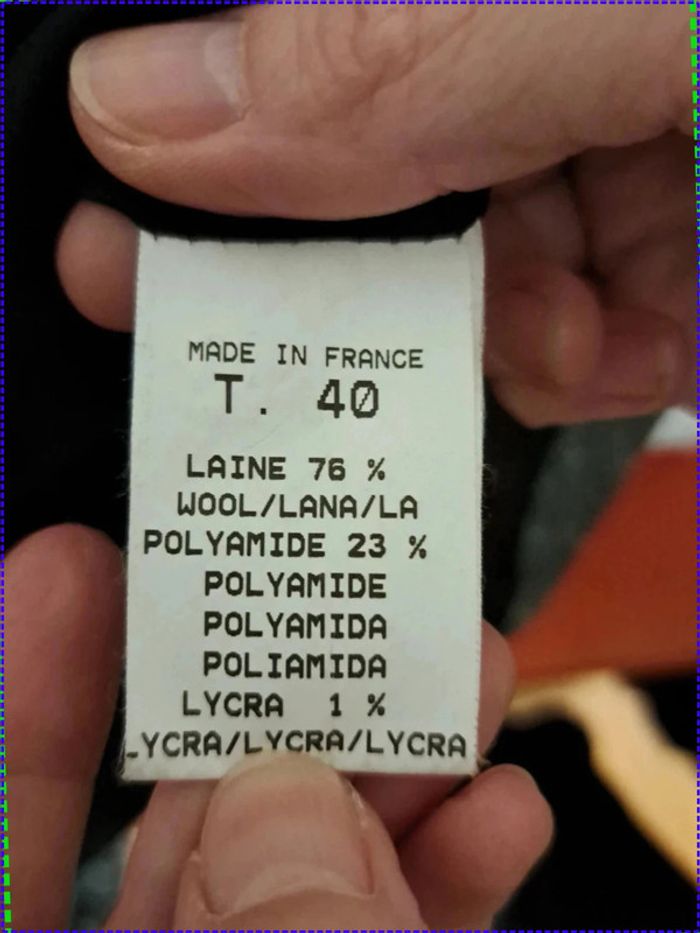 MADE IN FRANCE
T. 40
LAINE 76 %
WOOL/LANA/LA
POLYAMIDE 23 %
POLYAMIDE
POLYAMIDA
POLIAMIDA
LYCRA 1 %
LYCRA/LYCRA/LYCRA